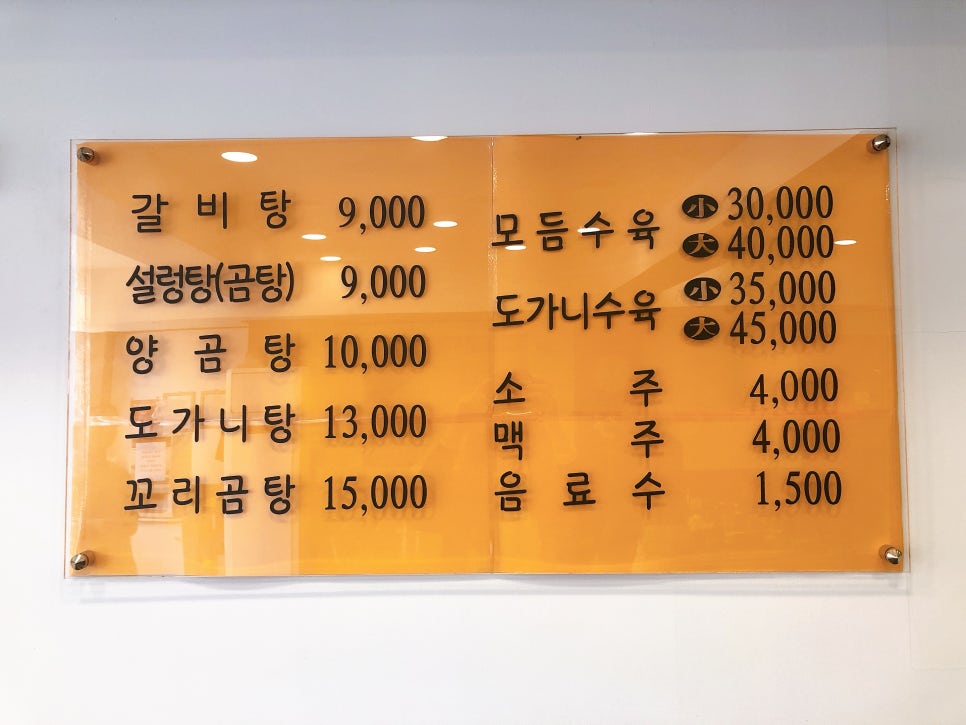 갈비탕 9,000
설렁탕(곰탕) 9,000
양곰탕 10,000
도가니탕 13,000
꼬리곰탕 15,000
모듬수육 小 30,000
大 40,000
도가니수육 小 35,000
大 45,000
소주 4,000
맥주 4,000
음료수 1,500